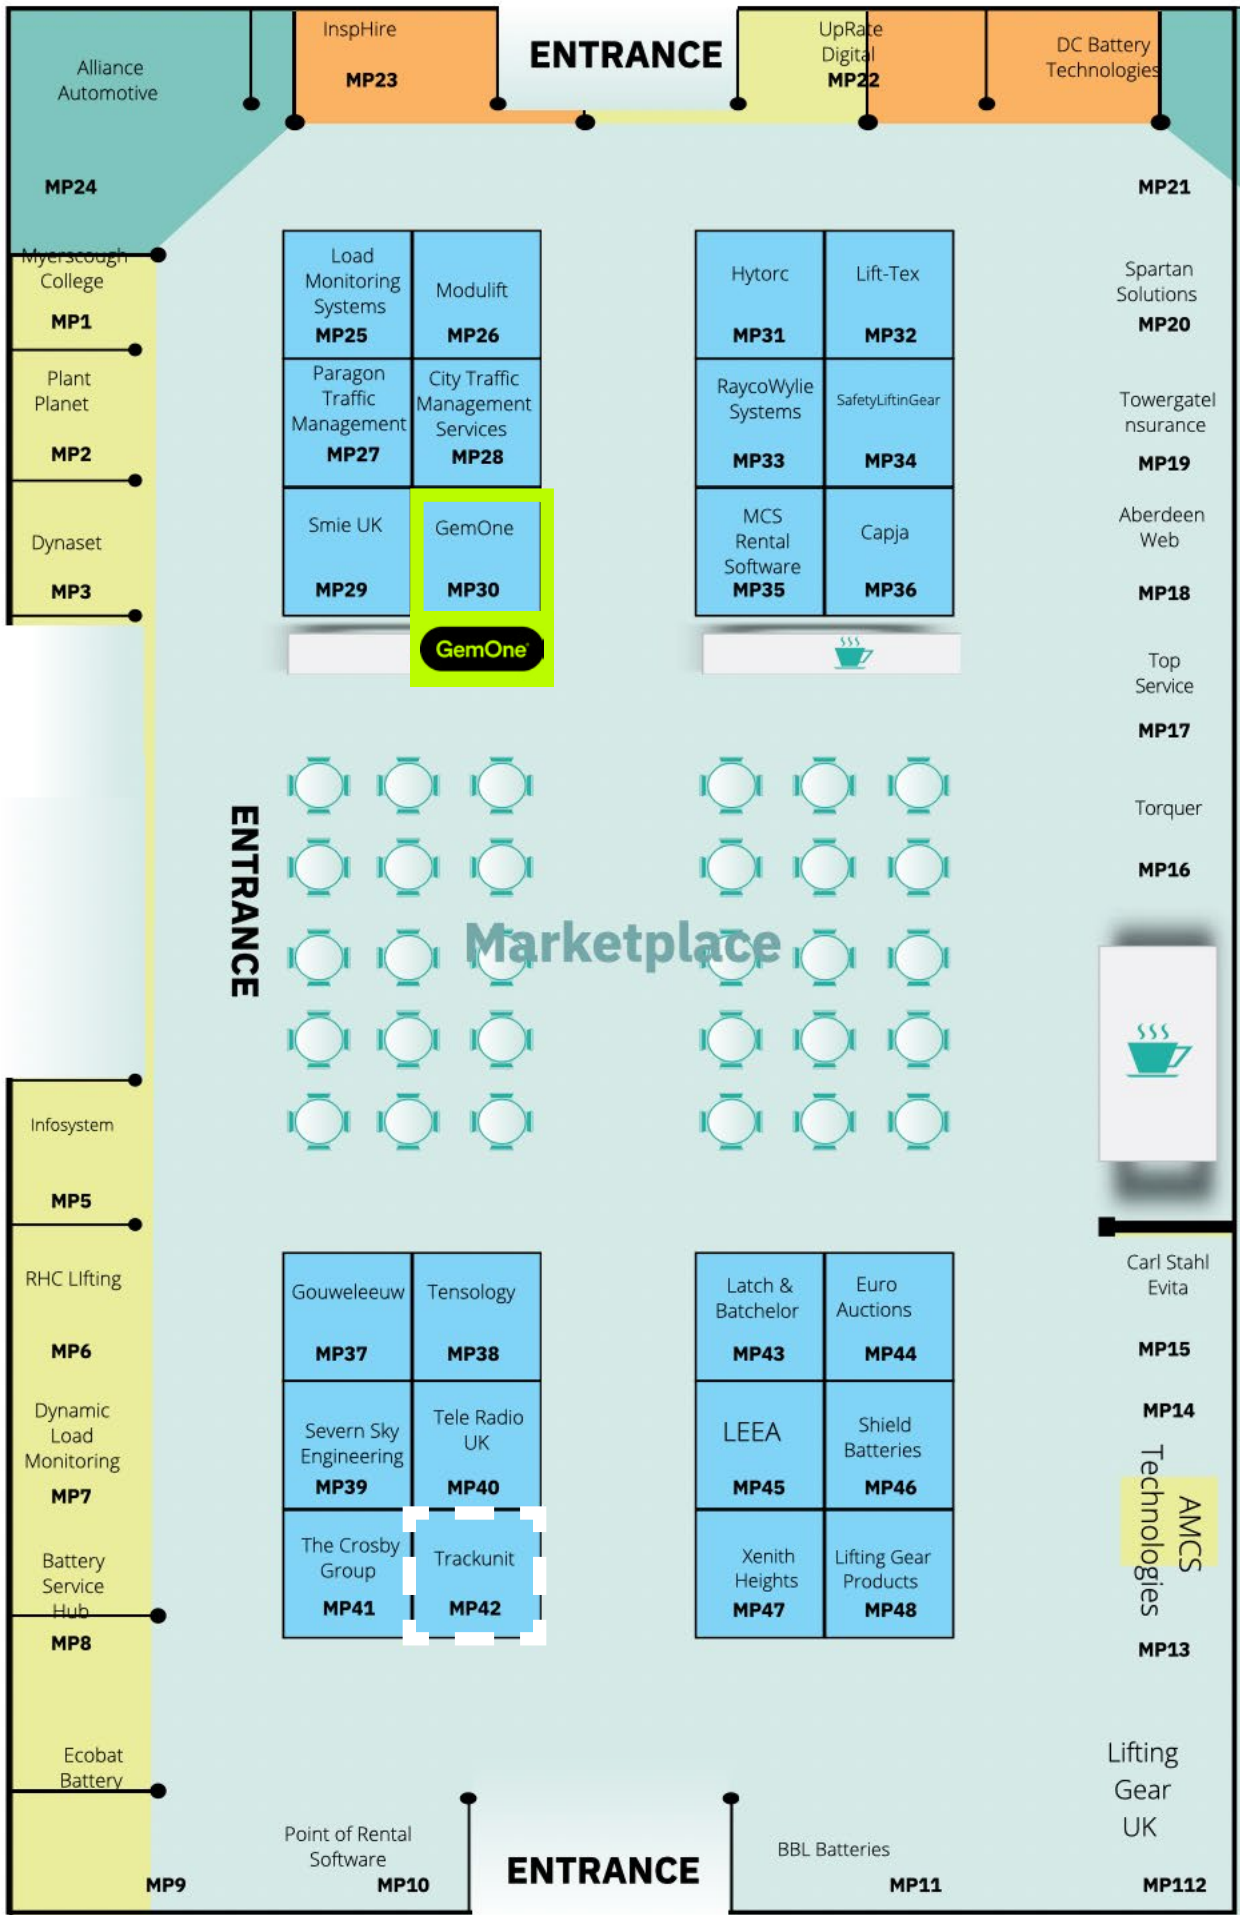 InspHire
MP23
ENTRANCE
UpRate
Digital
MP22
DC Battery
Technologies
Alliance
Automotive
MP24
MP21
Myerscough
College
MP1
Plant
Planet
MP2
Dynaset
MP3
Load
Monitoring
Systems
MP25
Modulift
MP26
Paragon
Traffic
Management
MP27
City Traffic
Management
Services
MP28
Smie UK
MP29
GemOne
MP30
GemOne
Hytorc
MP31
Lift-Tex
MP32
RaycoWylie
Systems
MP33
SafetyLiftinGear
MP34
MCS
Rental
Software
MP35
Capja
MP36
Spartan
Solutions
MP20
Towergatel
nsurance
MP19
Aberdeen
Web
MP18
Top
Service
MP17
Torquer
MP16
ENTRANCE
Marketplace
Infosystem
MP5
RHC LIfting
MP6
Dynamic
Load
Monitoring
MP7
Battery
Service
Hub
MP8
Ecobat
Battery
MP9
Gouweleeuw
MP37
Tensology
MP38
Severn Sky
Engineering
MP39
Tele Radio
UK
MP40
The Crosby
Group
MP41
Trackunit
MP42
Latch &
Batchelor
MP43
Euro
Auctions
MP44
LEEA
MP45
Shield
Batteries
MP46
Xenith
Heights
MP47
Lifting Gear
Products
MP48
Carl Stahl
Evita
MP15
MP14
AMCS
Technologies
MP13
Lifting
Gear
UK
MP112
Point of Rental
Software
MP10
ENTRANCE
BBL Batteries
MP11